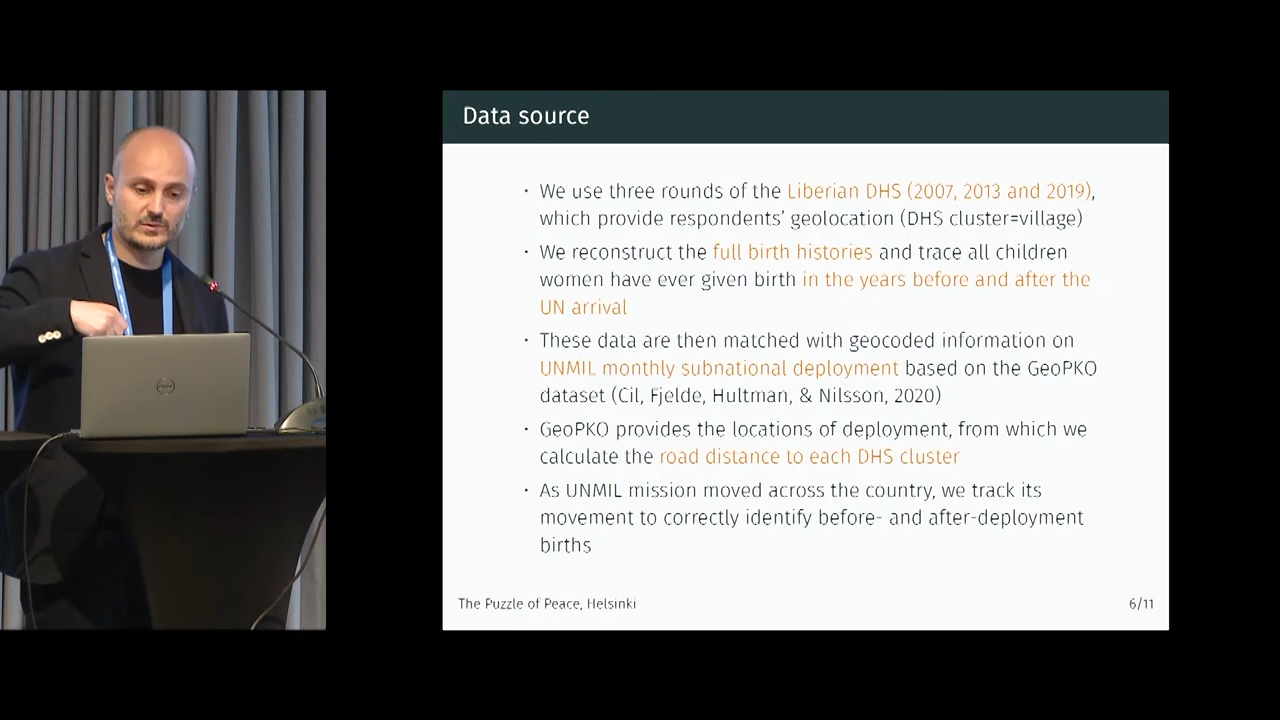 Data source
• We use three rounds of the Liberian DHS (2007, 2013 and 2019),
which provide respondents' geolocation (DHS cluster=village)
• We reconstruct the full birth histories and trace all children
women have ever given birth in the years before and after the
UN arrival
• These data are then matched with geocoded information on
UNMIL monthly subnational deployment based on the GeoPKO
dataset (Cil, Fjelde, Hultman, & Nilsson, 2020)
• GeoPKO provides the locations of deployment, from which we
calculate the road distance to each DHS cluster
• As UNMIL mission moved across the country, we track its
movement to correctly identify before- and after-deployment
births
The Puzzle of Peace, Helsinki
6/11
DELL